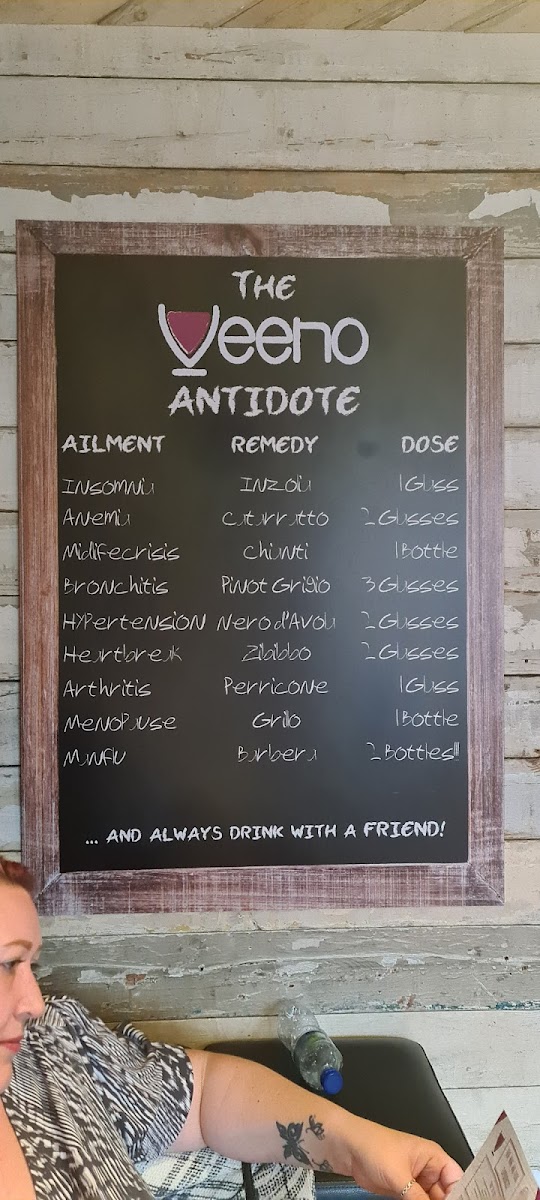 THE
Veeno
ANTIDOTE
AILMENT REMEDY DOSE
Insomnia Inzolia 1 Glass
Anemia Catarratto 2 Glasses
Midlifecrisis Chianti 1 Bottle
Bronchitis Pinot Grigio 3 Glasses
Hypertension Nero d'Avola 2 Glasses
Heartbreak Zibibbo 2 Glasses
Arthritis Perricone 1 Glass
Menopause Grillo 1 Bottle
Manflu Barbera 2 Bottles!!!
... AND ALWAYS DRINK WITH A FRIEND!